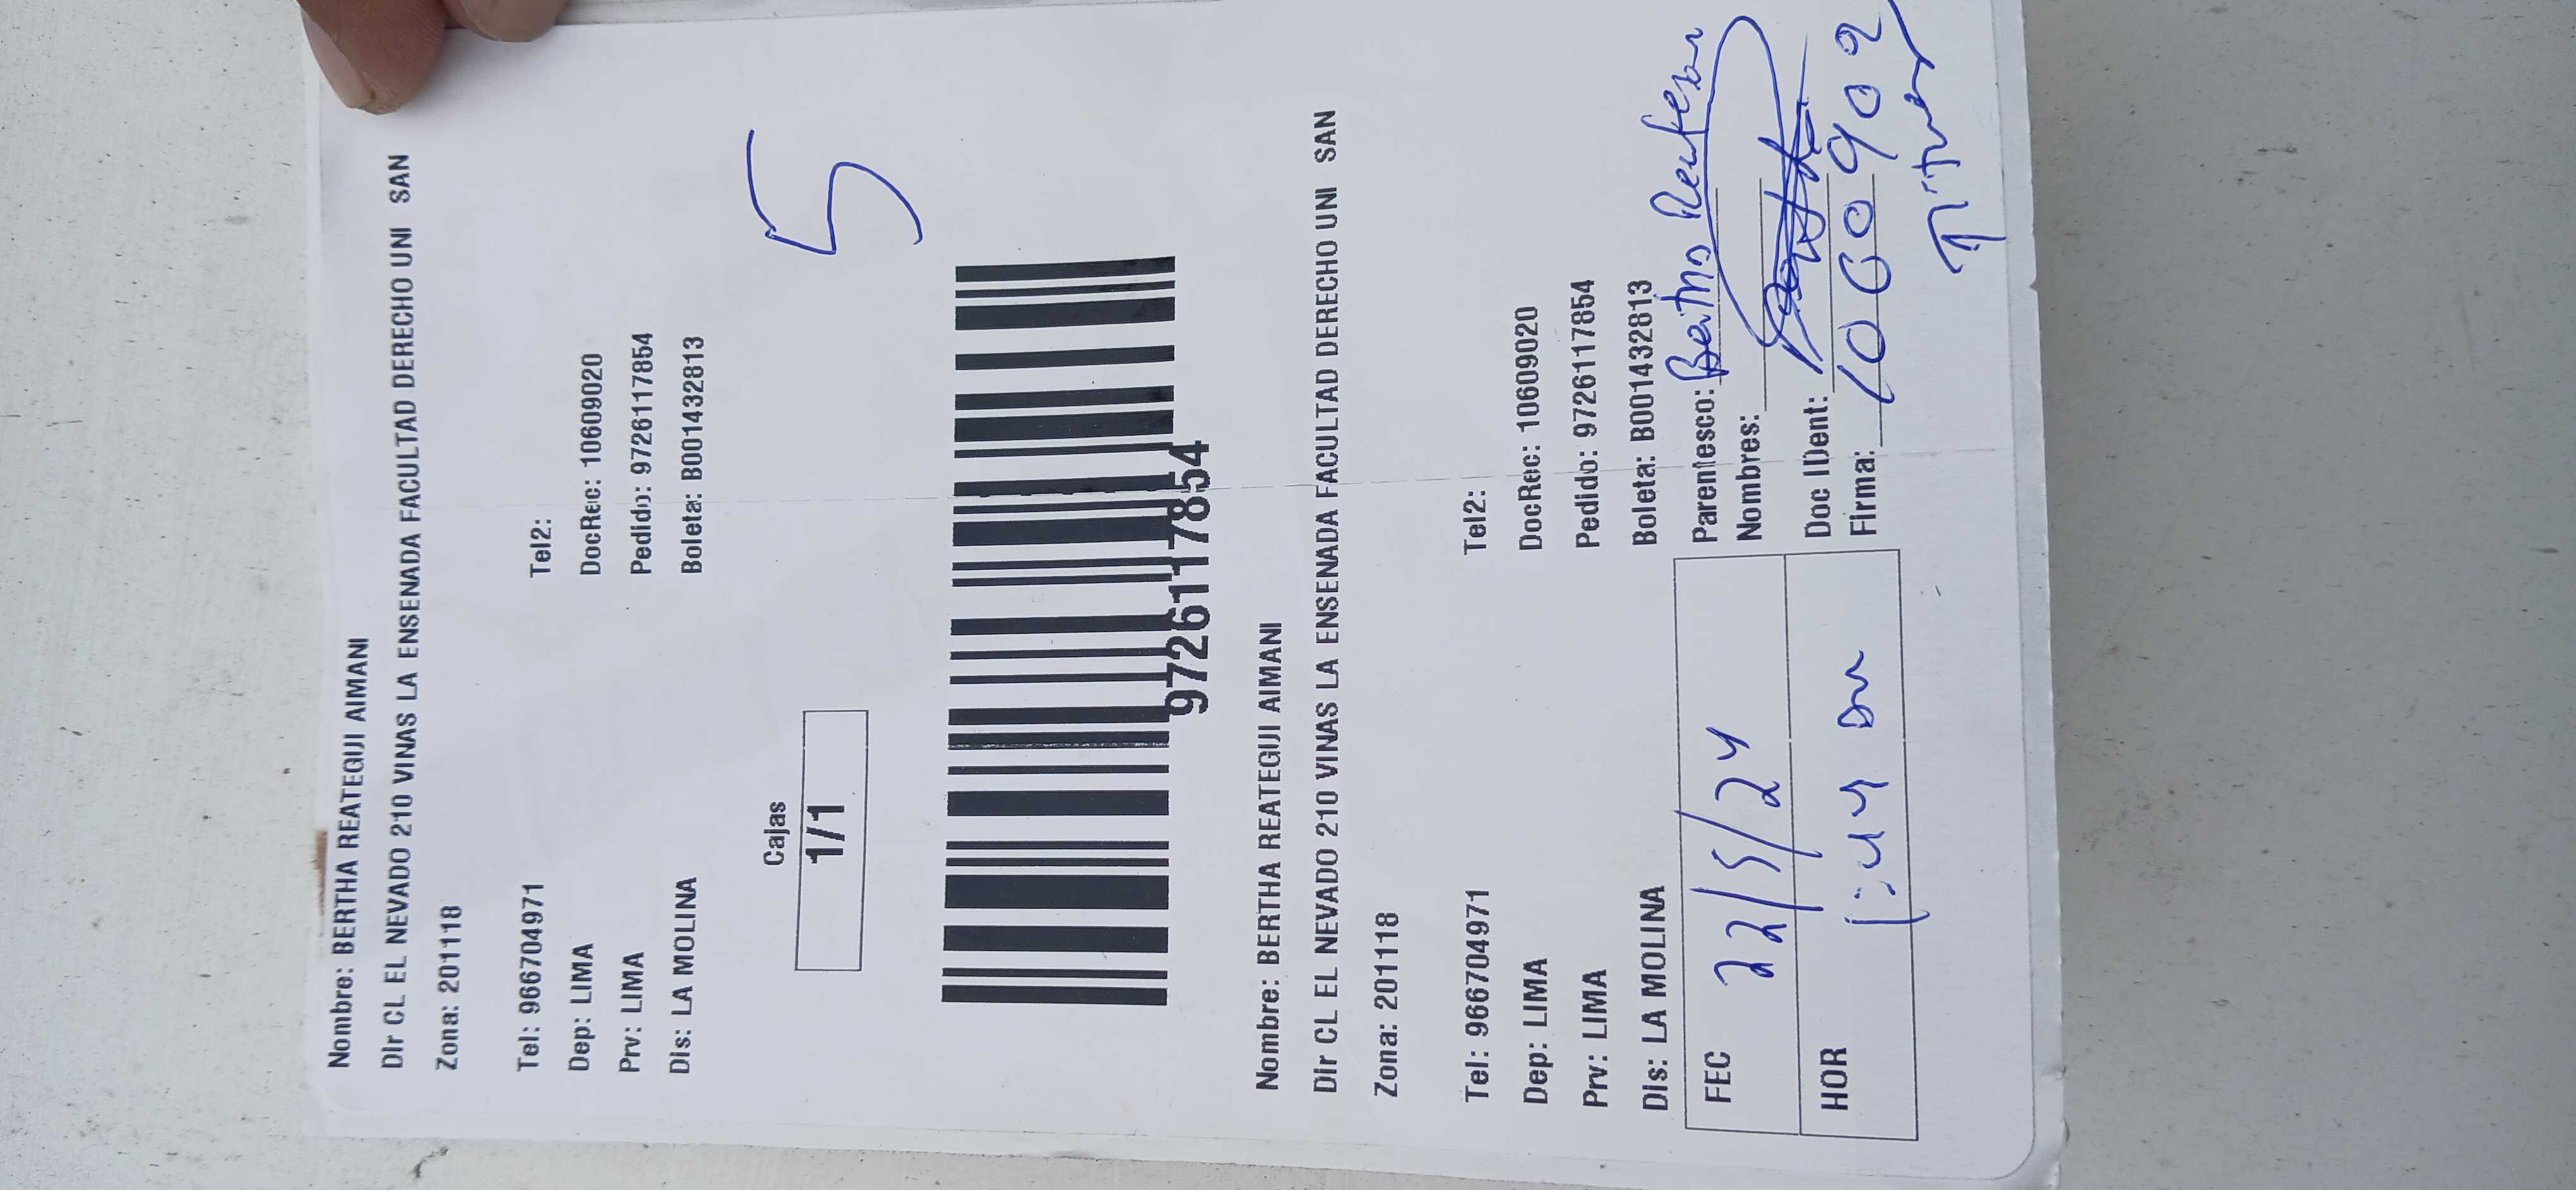 Nombre: BERTHA REATEGUI AIMANI
Dir CL EL NEVADO 210 VINAS LA ENSENADA FACULTAD DERECHO UNI SAN
Zona: 201118
Tel: 966704971 Tel2:
Dep: LIMA DocRec: 10609020
Prv: LIMA Pedido: 9726117854
Dis: LA MOLINA Boleta: B001432813
Cajas
1/1
5
9726117854
Nombre: BERTHA REATEGUI AIMANI
Dir CL EL NEVADO 210 VINAS LA ENSENADA FACULTAD DERECHO UNI SAN
Zona: 201118
Tel: 966704971 Tel2:
Dep: LIMA DocRec: 10609020
Prv: LIMA Pedido: 9726117854
Dis: LA MOLINA Boleta: B001432813
FEC 22/5/24
HOR
Parentesco:
Nombres:
Doc IDent:
Firma: